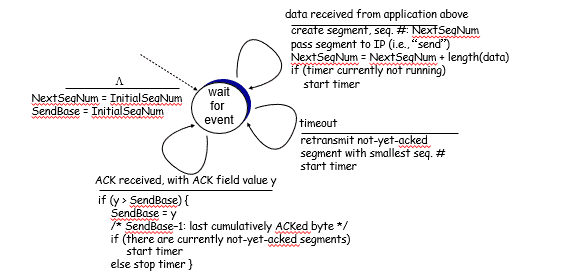 data received from application above
create segment, seq. #: NextSeqNum
pass segment to IP (i.e., “send”)
NextSeqNum = NextSeqNum + length(data)
if (timer currently not running)
start timer
Λ
NextSeqNum = InitialSeqNum
SendBase = InitialSeqNum
wait
for
event
timeout
retransmit not-yet-acked
segment with smallest seq. #
start timer
ACK received, with ACK field value y
if (y > SendBase) {
SendBase = y
/* SendBase–1: last cumulatively ACKed byte */
if (there are currently not-yet-acked segments)
start timer
else stop timer }